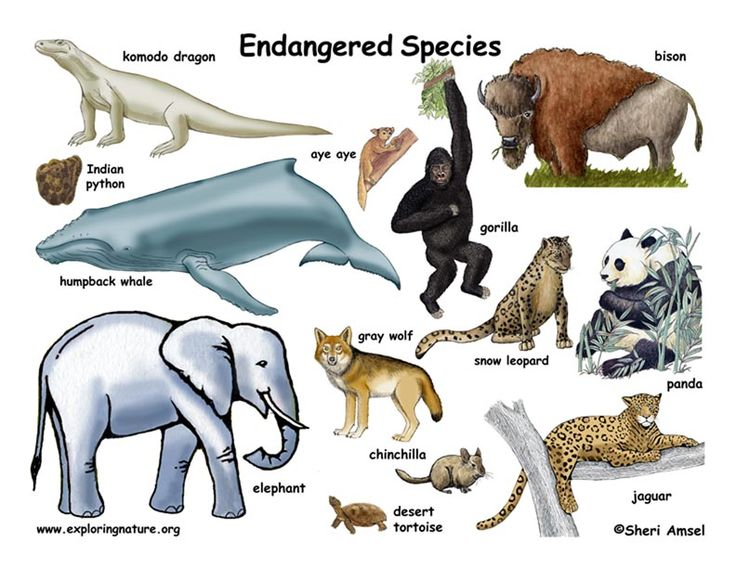 Endangered Species
komodo dragon
bison
aye aye
Indian
python
gorilla
humpback whale
gray wolf
snow leopard
panda
chinchilla
elephant
desert
tortoise
jaguar
www.exploringnature.org
©Sheri Amsel